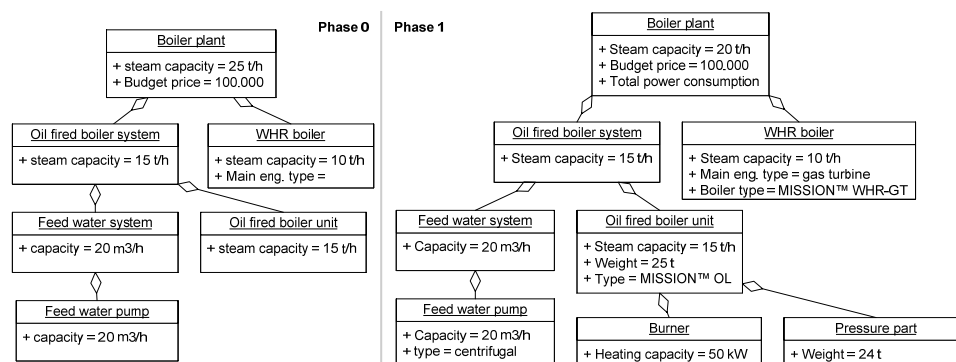 Phase 0
Boiler plant
+ steam capacity = 25 t/h
+ Budget price = 100.000
Oil fired boiler system
+ steam capacity = 15 t/h
WHR boiler
+ steam capacity = 10 t/h
+ Main eng. type =
Feed water system
+ capacity = 20 m3/h
Oil fired boiler unit
+ steam capacity = 15 t/h
Feed water pump
+ capacity = 20 m3/h
Phase 1
Boiler plant
+ Steam capacity = 20 t/h
+ Budget price = 100.000
+ Total power consumption
Oil fired boiler system
+ Steam capacity = 15 t/h
WHR boiler
+ Steam capacity = 10 t/h
+ Main eng. type = gas turbine
+ Boiler type = MISSION™ WHR-GT
Feed water system
+ Capacity = 20 m3/h
Oil fired boiler unit
+ Steam capacity = 15 t/h
+ Weight = 25 t
+ Type = MISSION™ OL
Feed water pump
+ Capacity = 20 m3/h
+ type = centrifugal
Burner
+ Heating capacity = 50 kW
Pressure part
+ Weight = 24 t